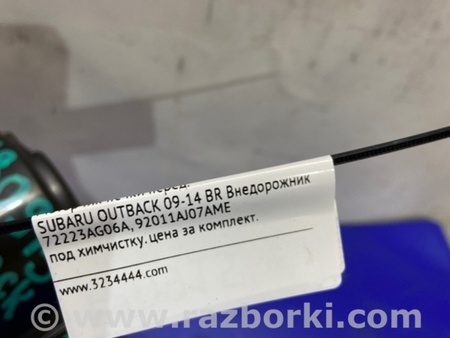 перед.
SUBARU OUTBACK 09-14 BR Внедорожник
72223AG06A, 92011AJ07AME
под химчистку.цена за комплект.
www.3234444.com
© www.razborki.com